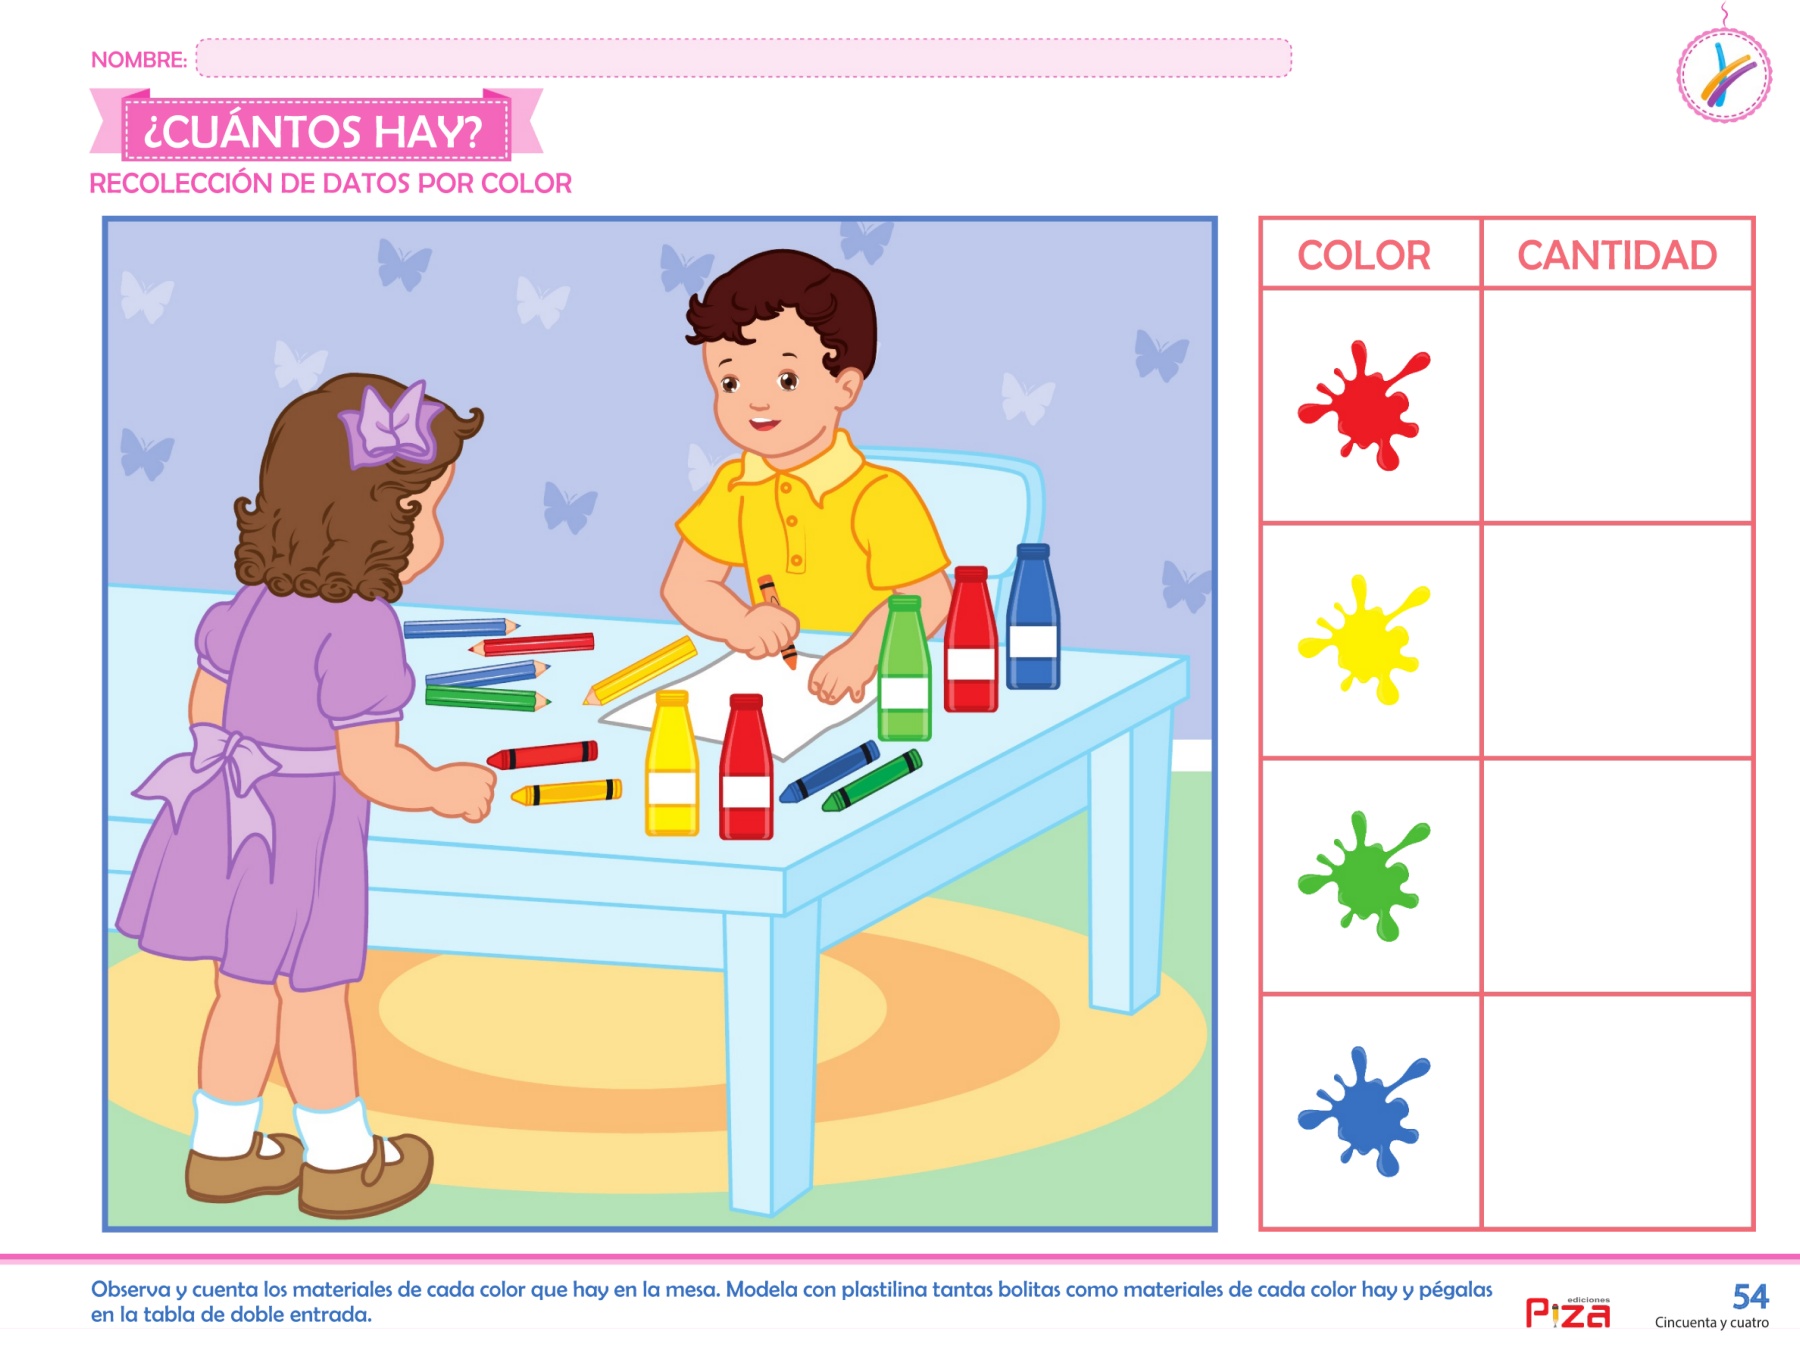 NOMBRE:
¿CUÁNTOS HAY?
RECOLECCIÓN DE DATOS POR COLOR
COLOR CANTIDAD
Observa y cuenta los materiales de cada color que hay en la mesa. Modela con plastilina tantas bolitas como materiales de cada color hay y pégalas
en la tabla de doble entrada.
ediciones
Piza
54
Cincuenta y cuatro